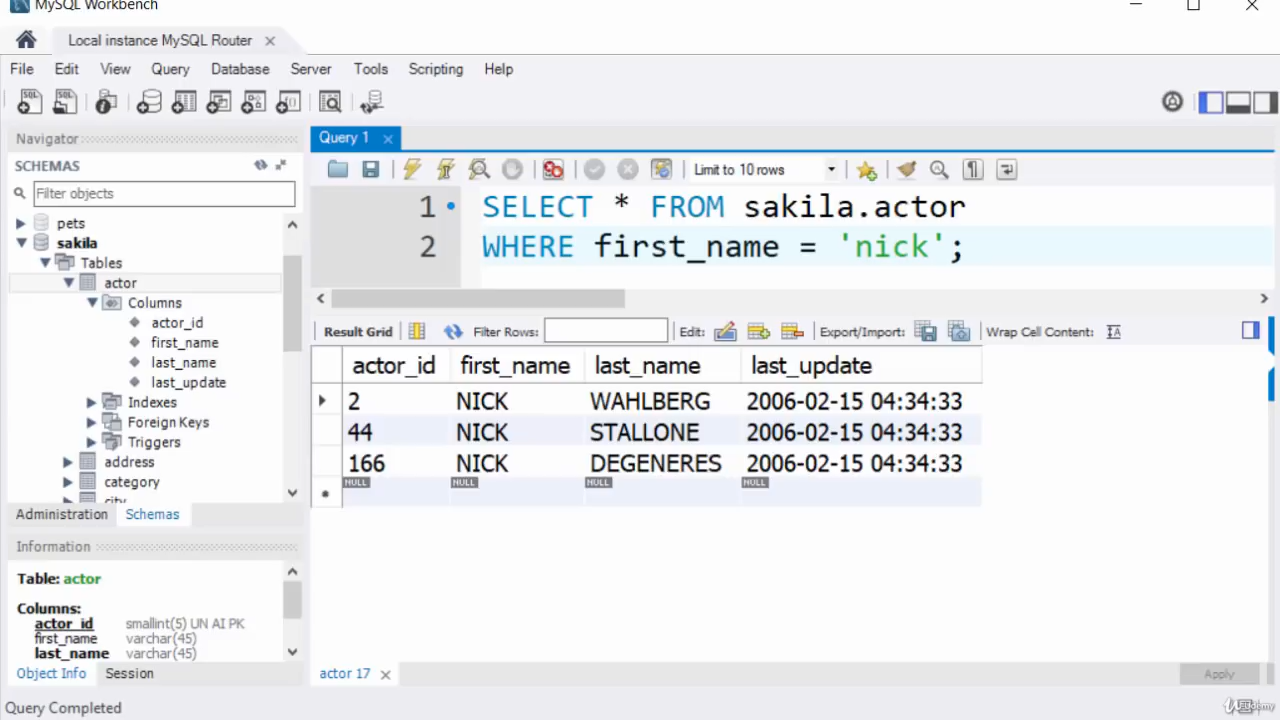 MySQL Workbench
Local instance MySQL Router
File Edit View Query Database Server Tools Scripting Help
Navigator
SCHEMAS
Filter objects
pets
sakila
Tables
actor
Columns
actor_id
first_name
last_name
last_update
Indexes
Foreign Keys
Triggers
address
category
city
Administration Schemas
Information
Table: actor
Columns:
actor_id smallint(5) UN AI PK
first_name varchar(45)
last_name varchar(45)
Object Info Session
Query Completed
Query 1
Limit to 10 rows
1 SELECT * FROM sakila.actor
2 WHERE first_name = 'nick';
Result Grid Filter Rows: Edit: Export/Import: Wrap Cell Content:
actor_id first_name last_name last_update
2 NICK WAHLBERG 2006-02-15 04:34:33
44 NICK STALLONE 2006-02-15 04:34:33
166 NICK DEGENERES 2006-02-15 04:34:33
NULL NULL NULL NULL
actor 17
Apply